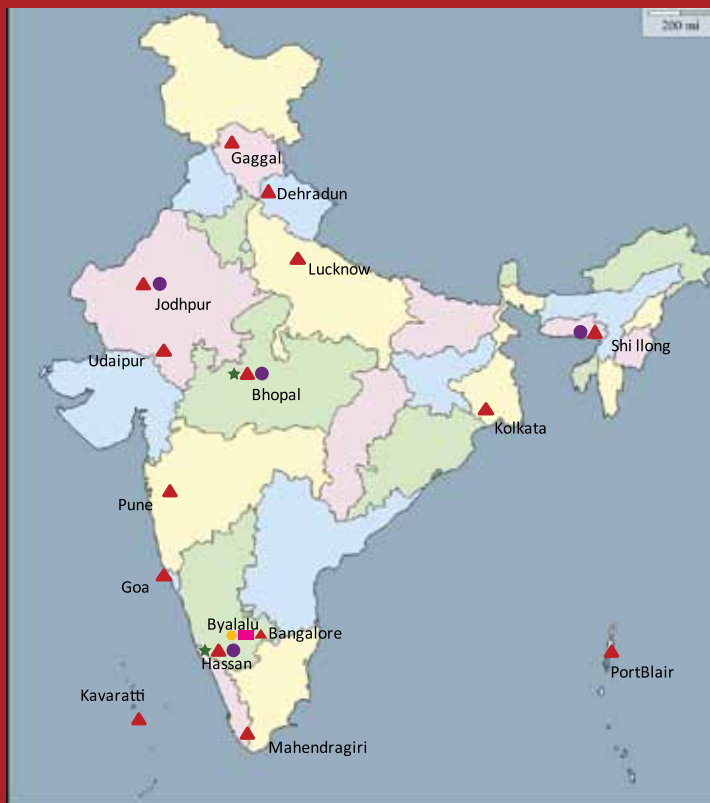 200 mi
Gaggal
Dehradun
Lucknow
Jodhpur
Shi llong
Udaipur
Bhopal
Kolkata
Pune
Goa
Byalalu
Bangalore
Hassan
PortBlair
Kavaratti
Mahendragiri